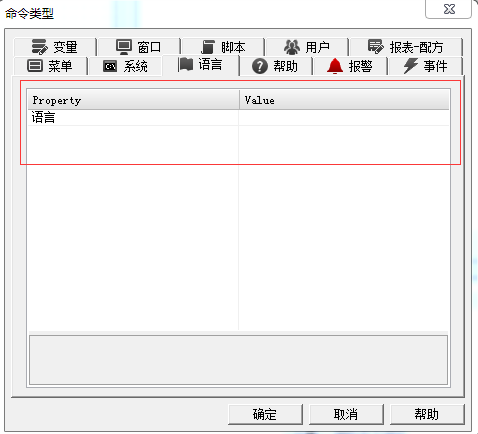 命令类型
变量 窗口 脚本 用户 报表-配方
菜单 系统 语言 帮助 报警 事件
Property Value
语言
确定 取消 帮助